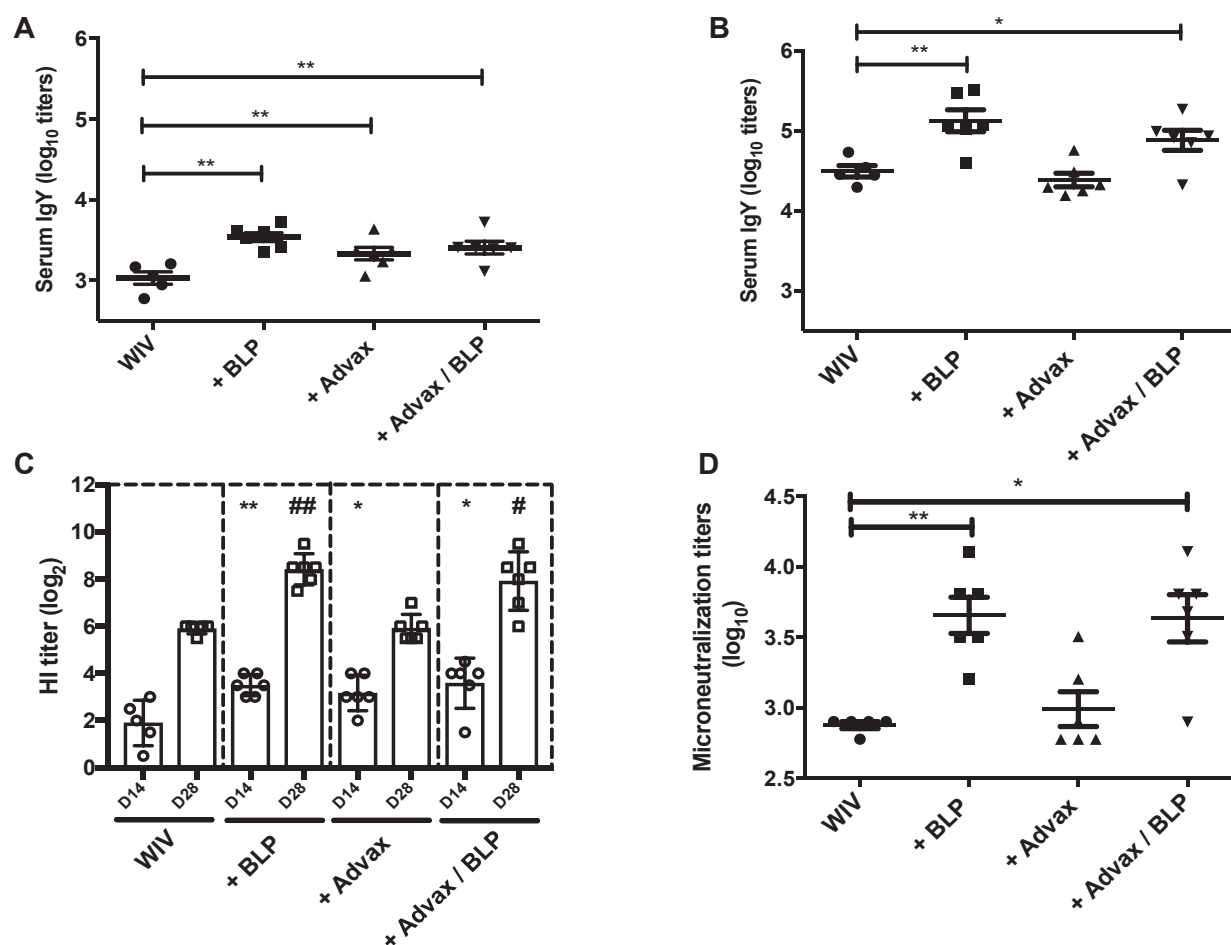 A
Serum IgY (log10 titers)
6
5
4
3
**
**
**
WIV
+ BLP
+ Advax
+ Advax / BLP
B
Serum IgY (log10 titers)
6
5
4
3
*
**
WIV
+ BLP
+ Advax
+ Advax / BLP
C
HI titer (log2)
12
10
8
6
4
2
0
**
##
*
*
#
D14
D28
D14
D28
D14
D28
D14
D28
WIV
+ BLP
+ Advax
+ Advax / BLP
D
Microneutralization titers
(log10)
4.5
4.0
3.5
3.0
2.5
*
**
WIV
+ BLP
+ Advax
+ Advax / BLP